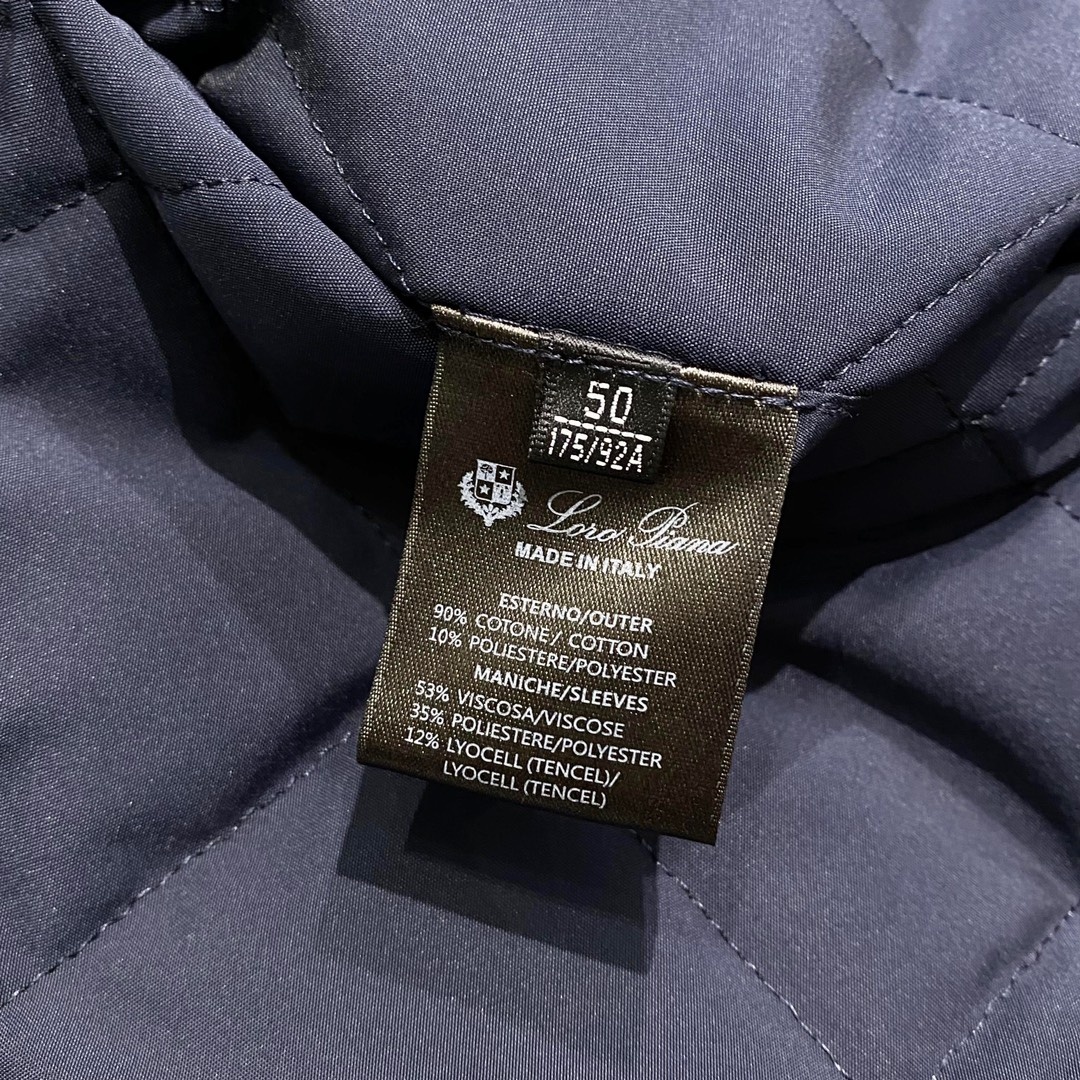 50
175/92A
Loro Piana
MADE IN ITALY
ESTERNO/OUTER
90% COTONE/ COTTON
10% POLIESTERE/POLYESTER
MANICHE/SLEEVES
53% VISCOSA/VISCOSE
35% POLIESTERE/POLYESTER
12% LYOCELL (TENCEL)/
LYOCELL (TENCEL)